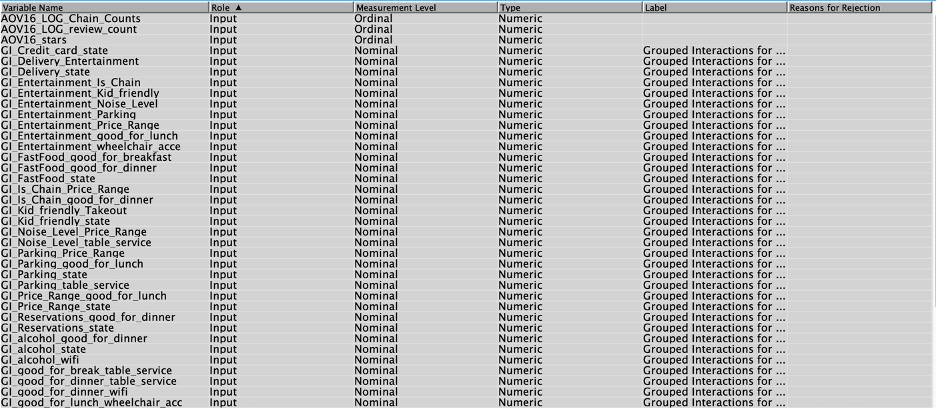 Variable Name Role ▲ Measurement Level Type Label Reasons for Rejection
AOV16_LOG_Chain_Counts Input Ordinal Numeric
AOV16_LOG_review_count Input Ordinal Numeric
AOV16_stars Input Ordinal Numeric
GI_Credit_card_state Input Nominal Numeric Grouped Interactions for ...
GI_Delivery_Entertainment Input Nominal Numeric Grouped Interactions for ...
GI_Delivery_state Input Nominal Numeric Grouped Interactions for ...
GI_Entertainment_Is_Chain Input Nominal Numeric Grouped Interactions for ...
GI_Entertainment_Kid_friendly Input Nominal Numeric Grouped Interactions for ...
GI_Entertainment_Noise_Level Input Nominal Numeric Grouped Interactions for ...
GI_Entertainment_Parking Input Nominal Numeric Grouped Interactions for ...
GI_Entertainment_Price_Range Input Nominal Numeric Grouped Interactions for ...
GI_Entertainment_good_for_lunch Input Nominal Numeric Grouped Interactions for ...
GI_Entertainment_wheelchair_acce Input Nominal Numeric Grouped Interactions for ...
GI_FastFood_good_for_breakfast Input Nominal Numeric Grouped Interactions for ...
GI_FastFood_good_for_dinner Input Nominal Numeric Grouped Interactions for ...
GI_FastFood_state Input Nominal Numeric Grouped Interactions for ...
GI_Is_Chain_Price_Range Input Nominal Numeric Grouped Interactions for ...
GI_Is_Chain_good_for_dinner Input Nominal Numeric Grouped Interactions for ...
GI_Kid_friendly_Takeout Input Nominal Numeric Grouped Interactions for ...
GI_Kid_friendly_state Input Nominal Numeric Grouped Interactions for ...
GI_Noise_Level_Price_Range Input Nominal Numeric Grouped Interactions for ...
GI_Noise_Level_table_service Input Nominal Numeric Grouped Interactions for ...
GI_Parking_Price_Range Input Nominal Numeric Grouped Interactions for ...
GI_Parking_good_for_lunch Input Nominal Numeric Grouped Interactions for ...
GI_Parking_state Input Nominal Numeric Grouped Interactions for ...
GI_Parking_table_service Input Nominal Numeric Grouped Interactions for ...
GI_Price_Range_good_for_lunch Input Nominal Numeric Grouped Interactions for ...
GI_Price_Range_state Input Nominal Numeric Grouped Interactions for ...
GI_Reservations_good_for_dinner Input Nominal Numeric Grouped Interactions for ...
GI_Reservations_state Input Nominal Numeric Grouped Interactions for ...
GI_alcohol_good_for_dinner Input Nominal Numeric Grouped Interactions for ...
GI_alcohol_state Input Nominal Numeric Grouped Interactions for ...
GI_alcohol_wifi Input Nominal Numeric Grouped Interactions for ...
GI_good_for_break_table_service Input Nominal Numeric Grouped Interactions for ...
GI_good_for_dinner_table_service Input Nominal Numeric Grouped Interactions for ...
GI_good_for_dinner_wifi Input Nominal Numeric Grouped Interactions for ...
GI_good_for_lunch_wheelchair_acc Input Nominal Numeric Grouped Interactions for ...